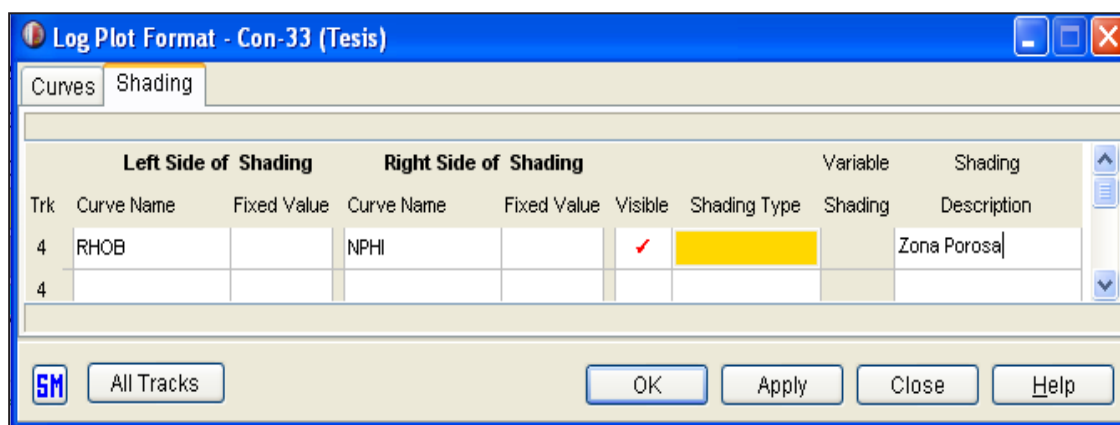 Log Plot Format - Con-33 (Tesis)
Curves Shading
Left Side of Shading Right Side of Shading Variable Shading
Trk Curve Name Fixed Value Curve Name Fixed Value Visible Shading Type Shading Description
4 RHOB NPHI ✓ Zona Porosa
4
SM All Tracks OK Apply Close Help